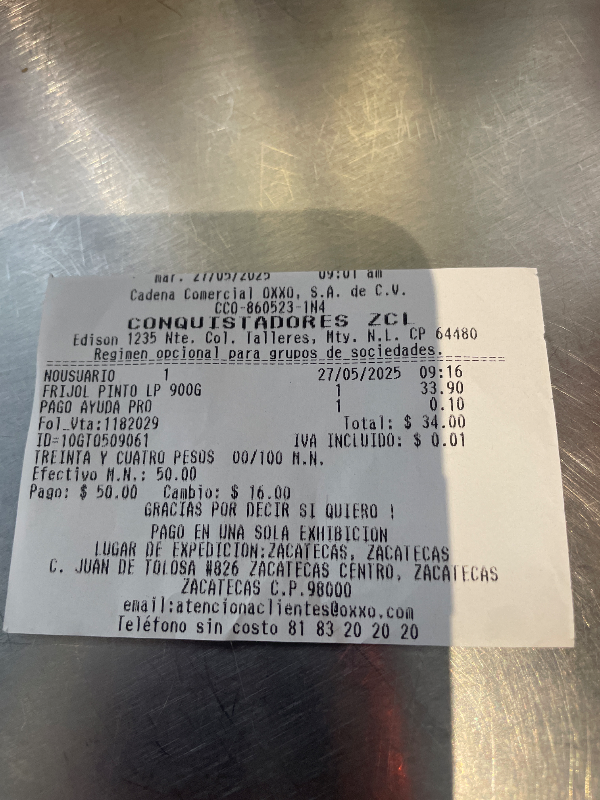 mar. 27/05/2025 09:01 am
Cadena Comercial OXXO, S.A. de C.V.
CCO-860523-1N4
CONQUISTADORES ZCL
Edison 1235 Nte. Col. Talleres, Mty. N.L. CP 64480
Regimen opcional para grupos de sociedades.
NOUSUARIO 1 27/05/2025 09:16
FRIJOL PINTO LP 900G 1 33.90
PAGO AYUDA PRO 1 0.10
Fol_Vta:1182029 Total: $ 34.00
ID=10GTO509061 IVA INCLUIDO: $ 0.01
TREINTA Y CUATRO PESOS 00/100 M.N.
Efectivo M.N.: 50.00
Pago: $ 50.00 Cambio: $ 16.00
GRACIAS POR DECIR SI QUIERO !
PAGO EN UNA SOLA EXHIBICION
LUGAR DE EXPEDICION:ZACATECAS, ZACATECAS
C. JUAN DE TOLOSA #826 ZACATECAS CENTRO, ZACATECAS
ZACATECAS C.P.98000
email:atencionaclientes@oxxo.com
Teléfono sin costo 81 83 20 20 20